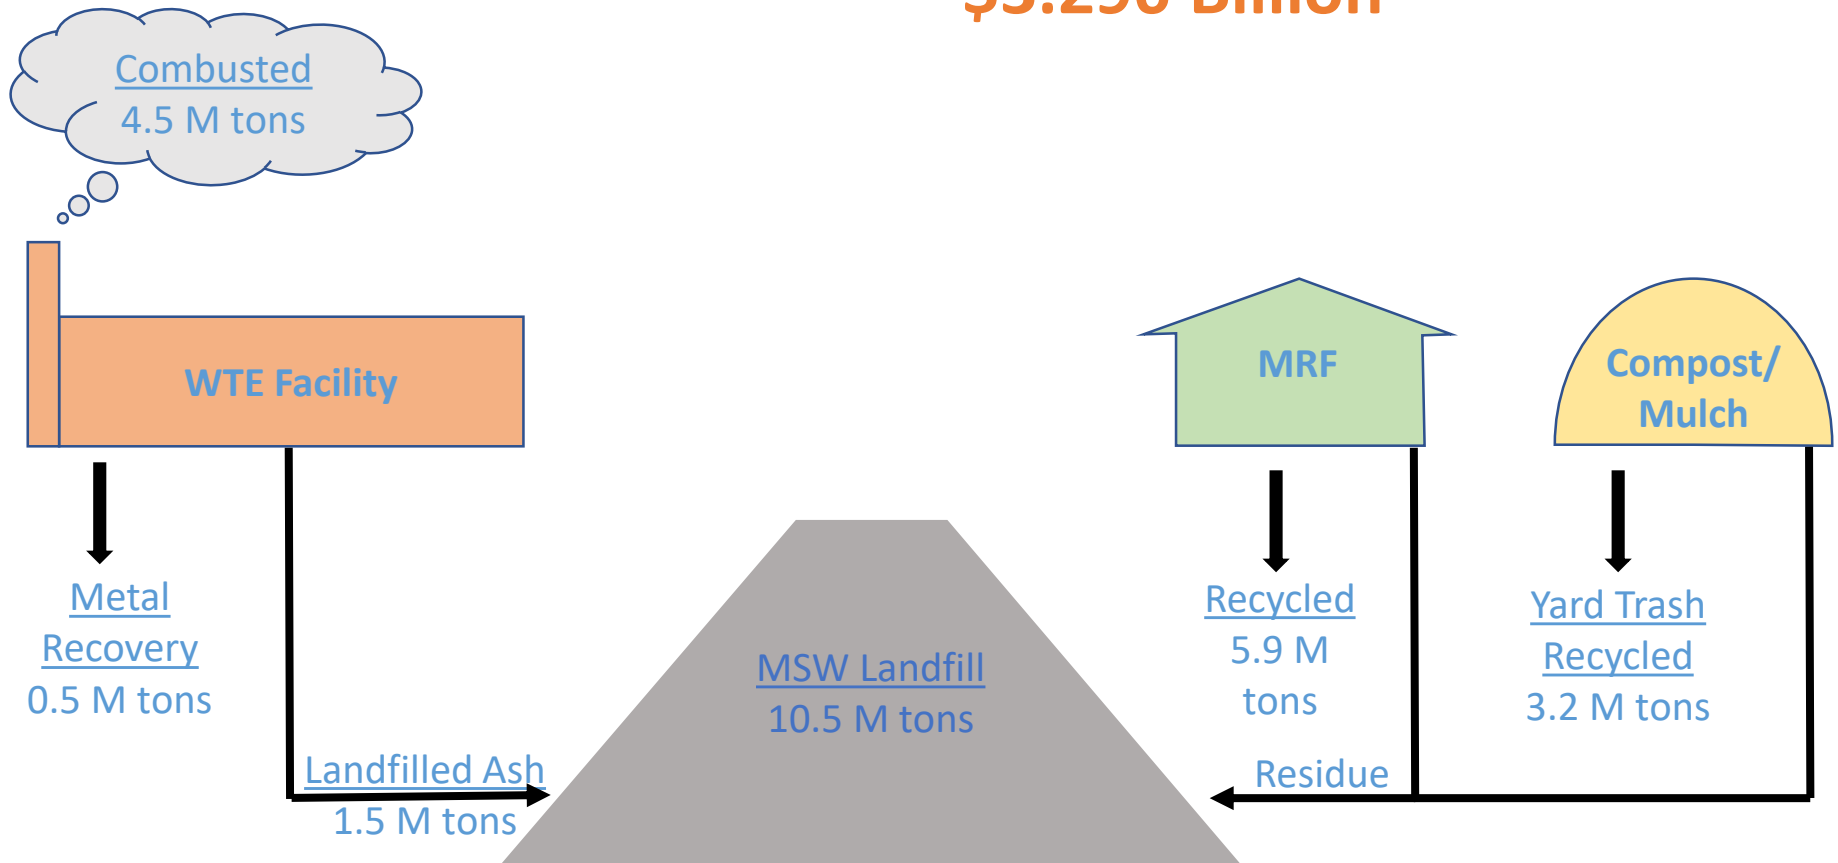 Combusted
4.5 M tons
WTE Facility
MRF
Compost/
Mulch
Metal
Recovery
0.5 M tons
Landfilled Ash
1.5 M tons
MSW Landfill
10.5 M tons
Recycled
5.9 M
tons
Residue
Yard Trash
Recycled
3.2 M tons
Billion